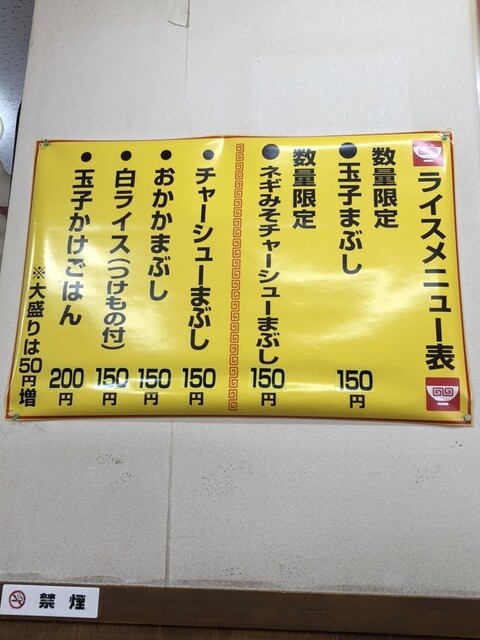 ライスメニュー表
数量限定
●玉子まぶし 150円
数量限定
●ネギみそチャーシューまぶし 150円
●チャーシューまぶし 150円
●おかかまぶし 150円
●白ライス(つけもの付) 150円
●玉子かけごはん 200円
※大盛りは50円増
禁煙